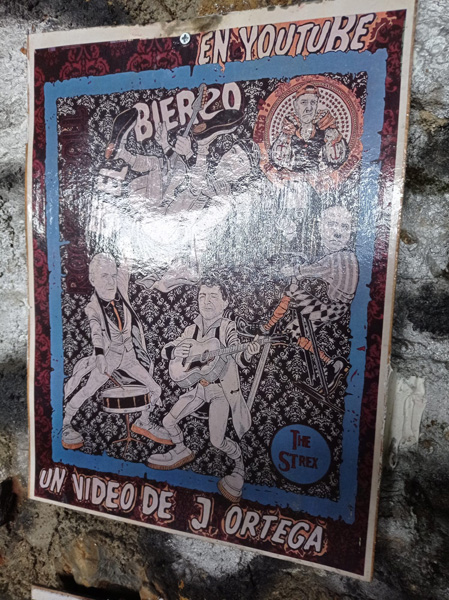 EN YOUTUBE
BIERZO
THE
STREX
UN VIDEO DE J ORTEGA